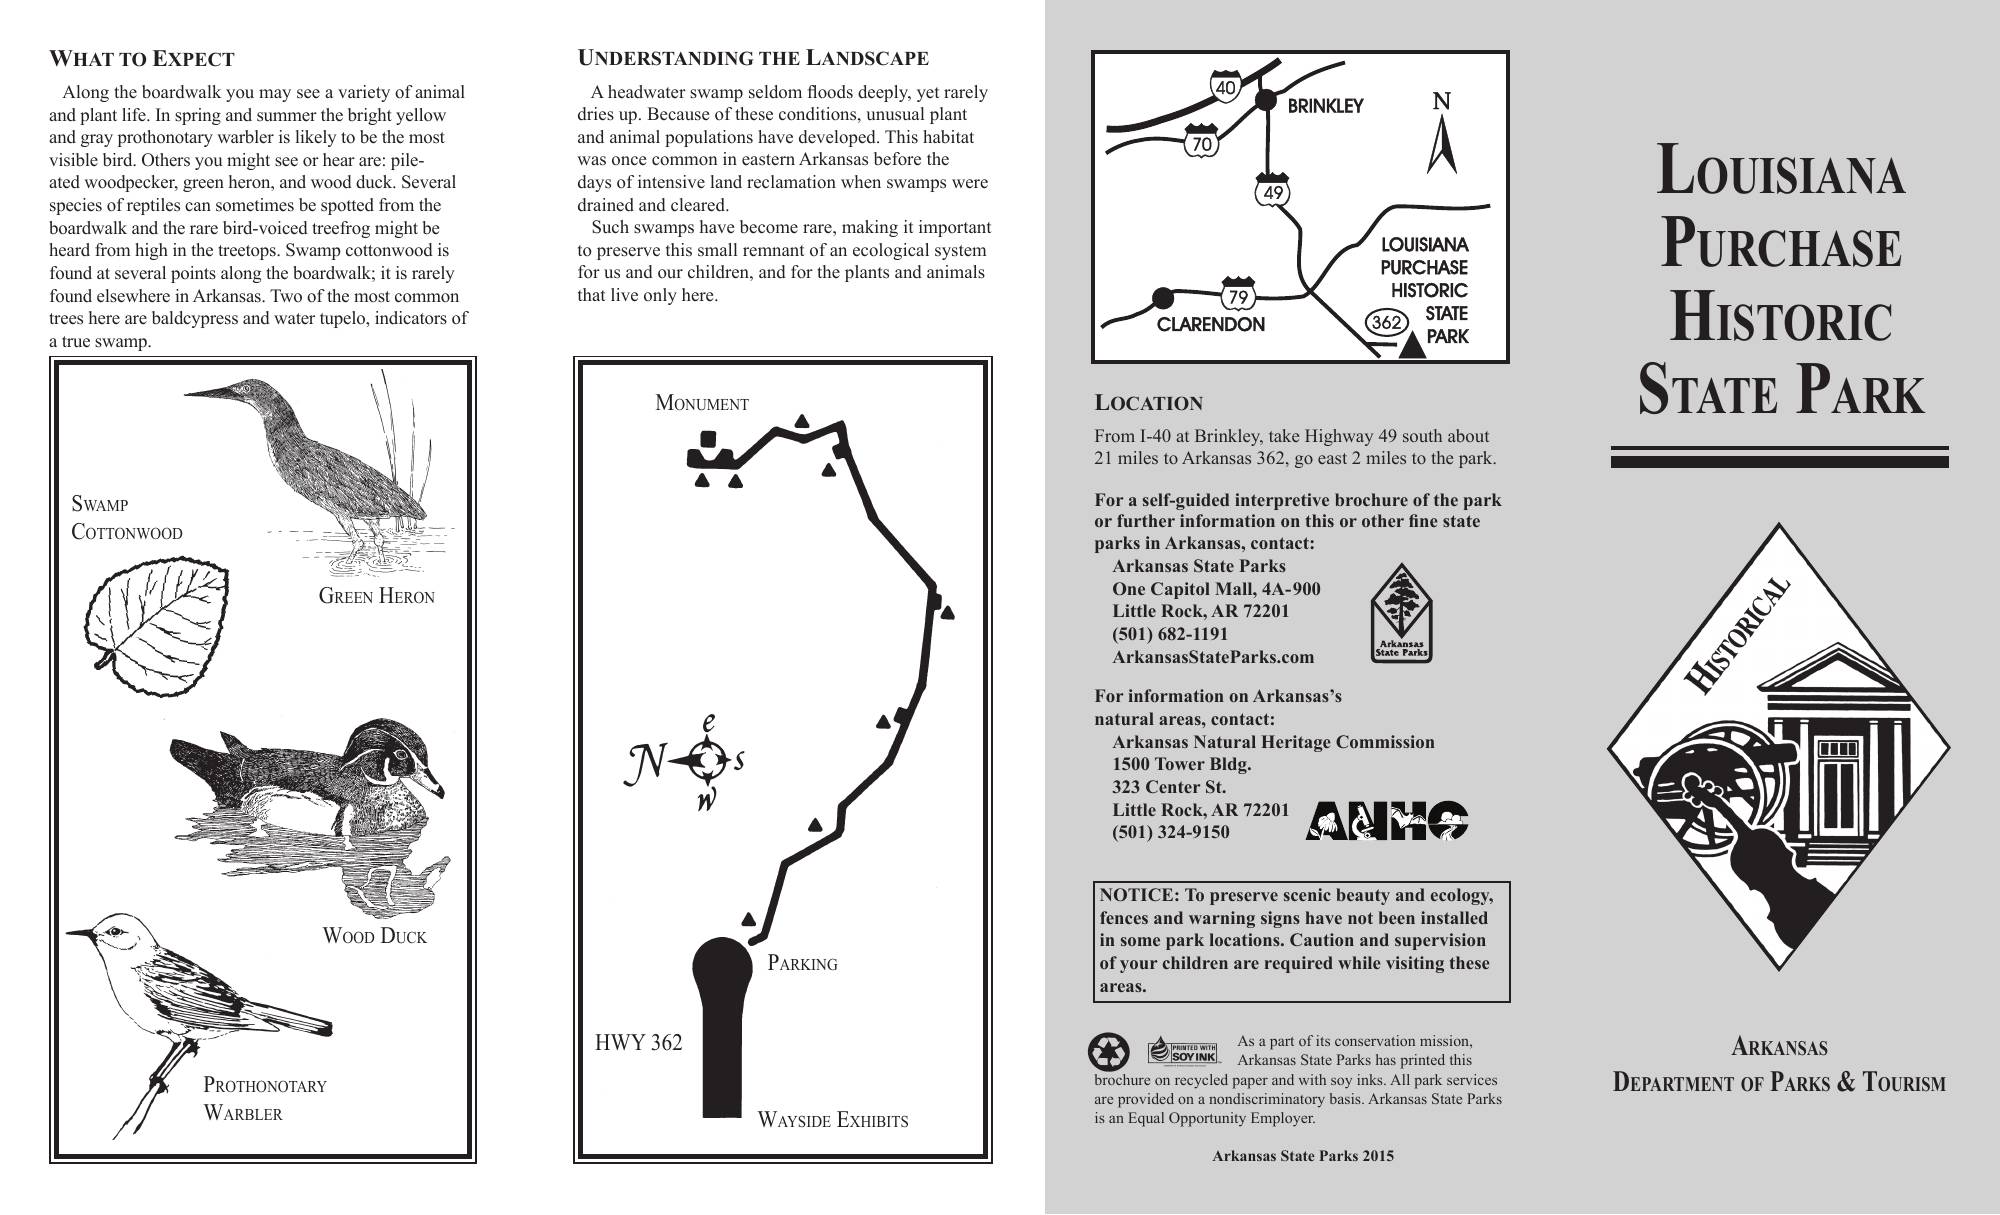 WHAT TO EXPECT
Along the boardwalk you may see a variety of animal
and plant life. In spring and summer the bright yellow
and gray prothonotary warbler is likely to be the most
visible bird. Others you might see or hear are: pile-
ated woodpecker, green heron, and wood duck. Several
species of reptiles can sometimes be spotted from the
boardwalk and the rare bird-voiced treefrog might be
heard from high in the treetops. Swamp cottonwood is
found at several points along the boardwalk; it is rarely
found elsewhere in Arkansas. Two of the most common
trees here are baldcypress and water tupelo, indicators of
a true swamp.
SWAMP
COTTONWOOD
GREEN HERON
WOOD DUCK
PROTHONOTARY
WARBLER
UNDERSTANDING THE LANDSCAPE
A headwater swamp seldom floods deeply, yet rarely
dries up. Because of these conditions, unusual plant
and animal populations have developed. This habitat
was once common in eastern Arkansas before the
days of intensive land reclamation when swamps were
drained and cleared.
Such swamps have become rare, making it important
to preserve this small remnant of an ecological system
for us and our children, and for the plants and animals
that live only here.
MONUMENT
e
N
s
w
PARKING
HWY 362
WAYSIDE EXHIBITS
40
BRINKLEY
N
70
49
LOUISIANA
PURCHASE
HISTORIC
STATE
PARK
79
CLARENDON
362
LOCATION
From I-40 at Brinkley, take Highway 49 south about
21 miles to Arkansas 362, go east 2 miles to the park.
For a self-guided interpretive brochure of the park
or further information on this or other fine state
parks in Arkansas, contact:
Arkansas State Parks
One Capitol Mall, 4A-900
Little Rock, AR 72201
(501) 682-1191
ArkansasStateParks.com
Arkansas
State Parks
For information on Arkansas’s
natural areas, contact:
Arkansas Natural Heritage Commission
1500 Tower Bldg.
323 Center St.
Little Rock, AR 72201
(501) 324-9150
ANHC
NOTICE: To preserve scenic beauty and ecology,
fences and warning signs have not been installed
in some park locations. Caution and supervision
of your children are required while visiting these
areas.
PRINTED WITH
SOY INK
As a part of its conservation mission,
Arkansas State Parks has printed this
brochure on recycled paper and with soy inks. All park services
are provided on a nondiscriminatory basis. Arkansas State Parks
is an Equal Opportunity Employer.
Arkansas State Parks 2015
LOUISIANA
PURCHASE
HISTORIC
STATE PARK
HISTORICAL
ARKANSAS
DEPARTMENT OF PARKS & TOURISM